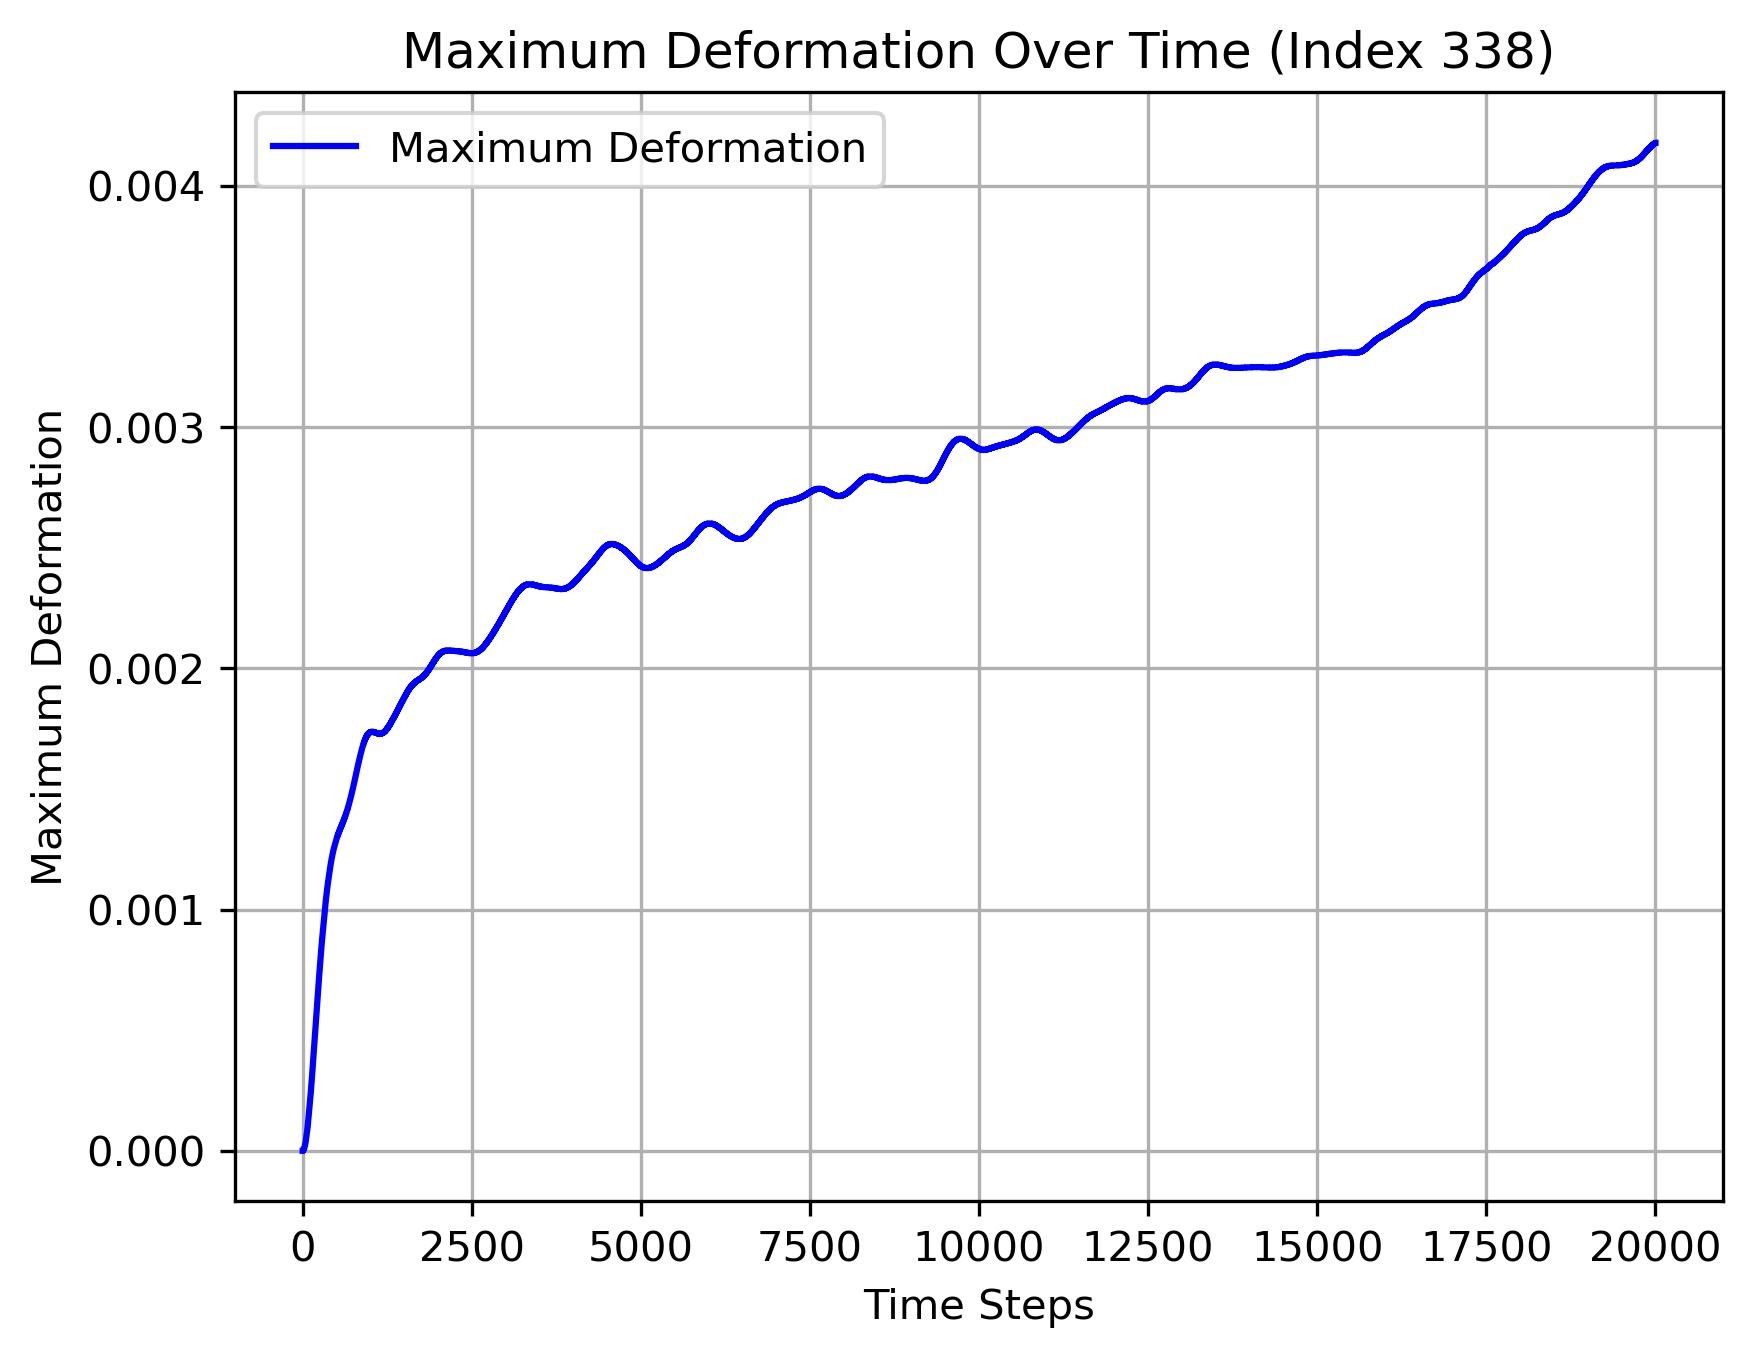 Maximum Deformation Over Time (Index 338)
Maximum Deformation
0.004
0.003
0.002
0.001
0.000
Maximum Deformation
0 2500 5000 7500 10000 12500 15000 17500 20000
Time Steps